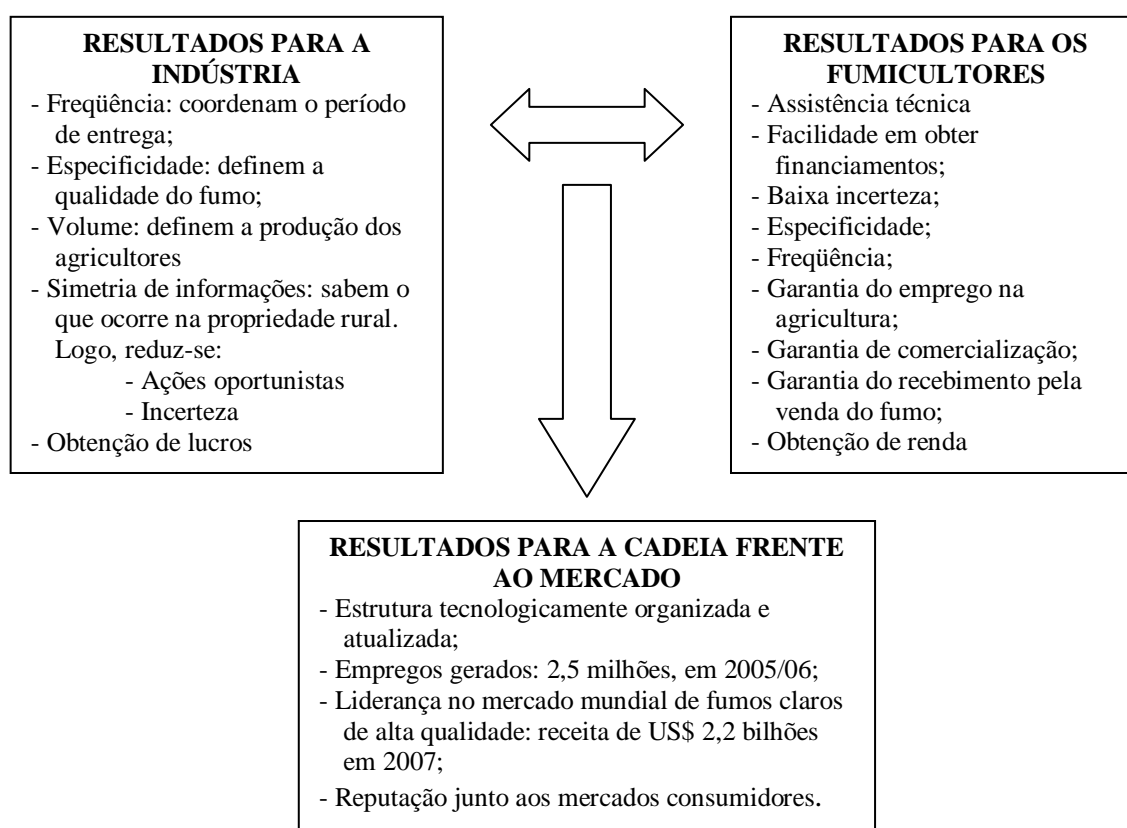 RESULTADOS PARA A
INDÚSTRIA
- Freqüência: coordenam o período
de entrega;
- Especificidade: definem a
qualidade do fumo;
- Volume: definem a produção dos
agricultores
- Simetria de informações: sabem o
que ocorre na propriedade rural.
Logo, reduz-se:
- Ações oportunistas
- Incerteza
- Obtenção de lucros
RESULTADOS PARA OS
FUMICULTORES
- Assistência técnica
- Facilidade em obter
financiamentos;
- Baixa incerteza;
- Especificidade;
- Freqüência;
- Garantia do emprego na
agricultura;
- Garantia de comercialização;
- Garantia do recebimento pela
venda do fumo;
- Obtenção de renda
RESULTADOS PARA A CADEIA FRENTE
AO MERCADO
- Estrutura tecnologicamente organizada e
atualizada;
- Empregos gerados: 2,5 milhões, em 2005/06;
- Liderança no mercado mundial de fumos claros
de alta qualidade: receita de US$ 2,2 bilhões
em 2007;
- Reputação junto aos mercados consumidores.